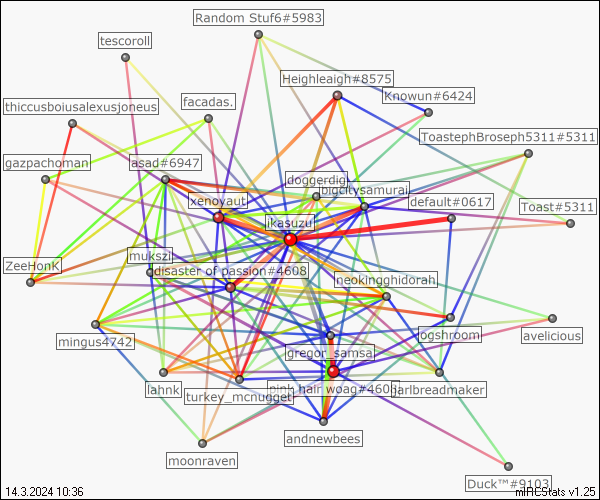 Random Stuf6#5983
tescoroll
Heighleaigh#8575
Knowun#6424
thiccusboiusalexusjoneus
facadas.
ToastephBroseph5311#5311
gazpachoman
asad#6947
doggerdigi
bigcitysamurai
xenoyaut
default#0617
Toast#5311
ikasuzu
mukszi
ZeeHonK
disaster of passion#4608
neokingghidorah
mingus4742
ogshroom
avelicious
gregor_samsa
lahnk
turkey_mcnugget
pink hair woag#4608
harlbreadmaker
andnewbees
moonraven
Duck™#9103
14.3.2024 10:36
mIRCStats v1.25